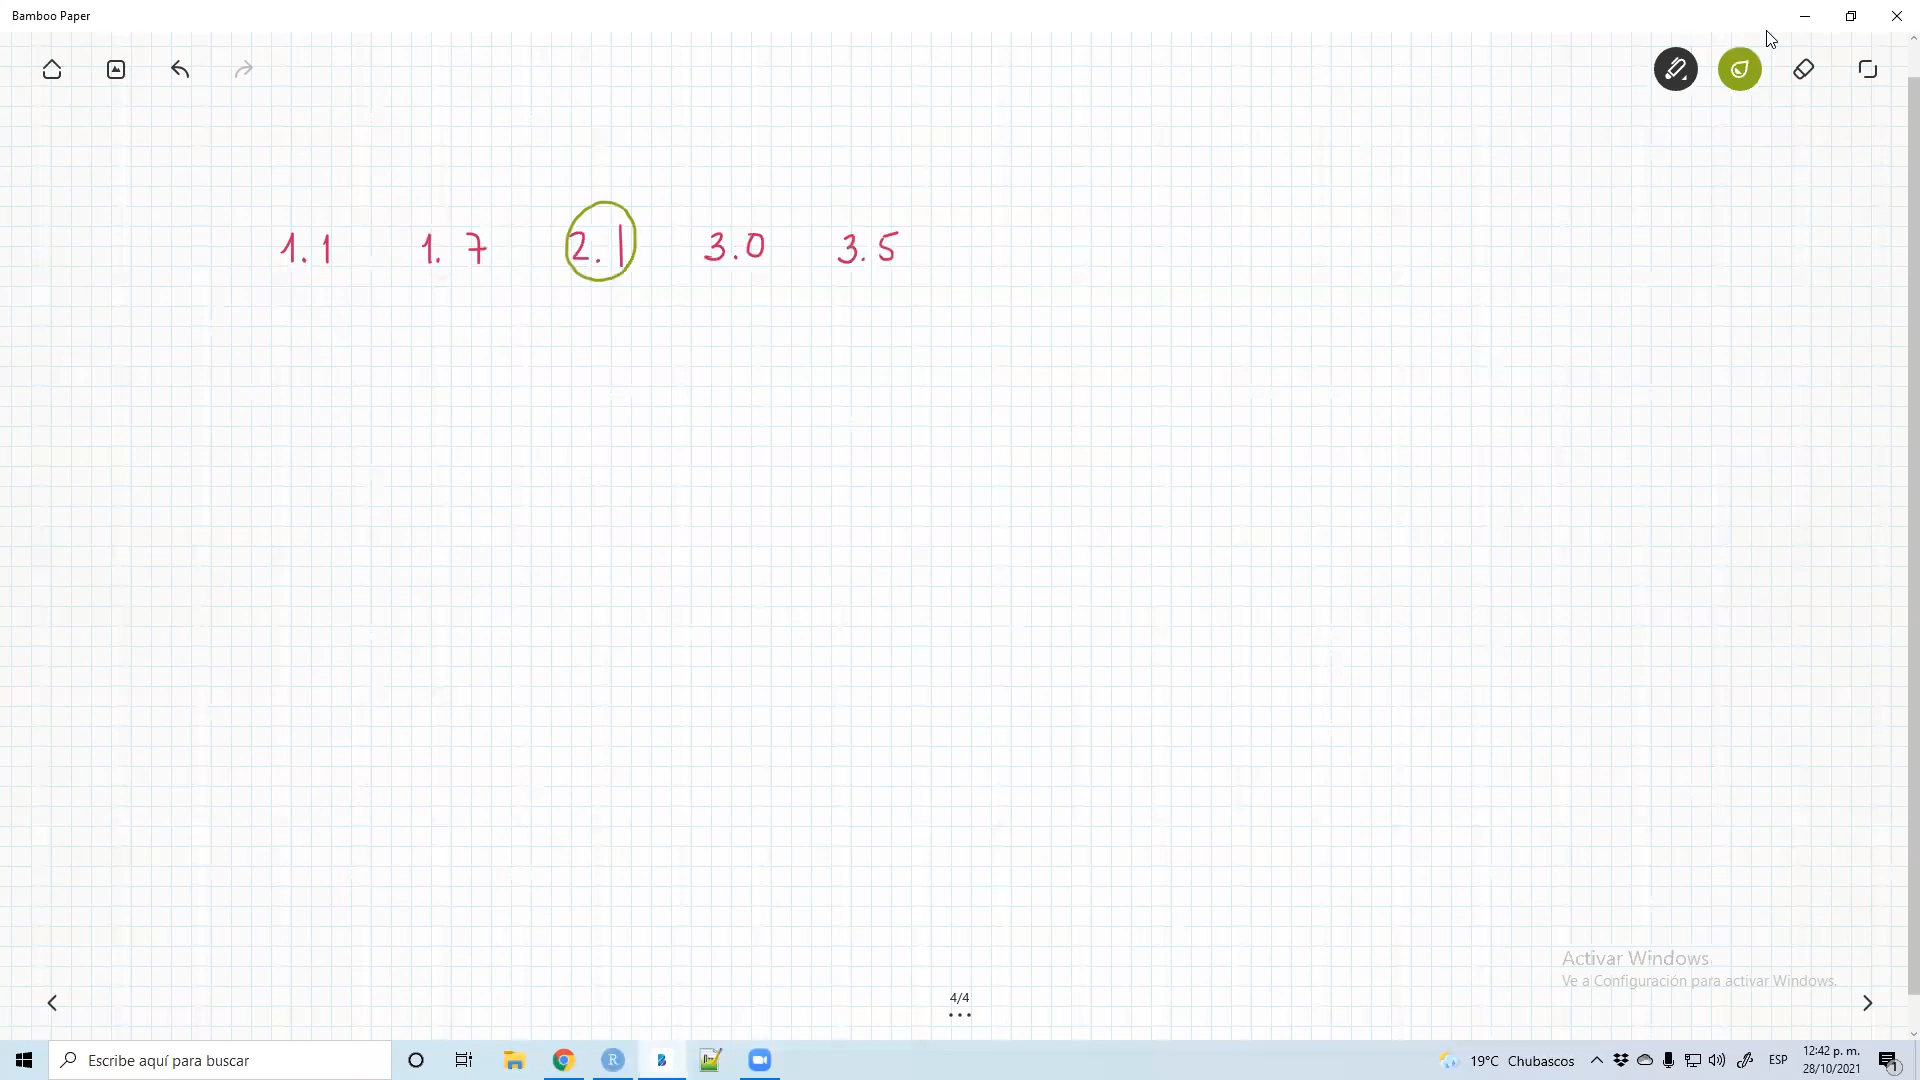 Bamboo Paper
1.1 1.7 2.1 3.0 3.5
Activar Windows
Ve a Configuración para activar Windows.
4/4
Escribe aquí para buscar
R
B
19°C Chubascos
ESP
12:42 p. m.
28/10/2021
1